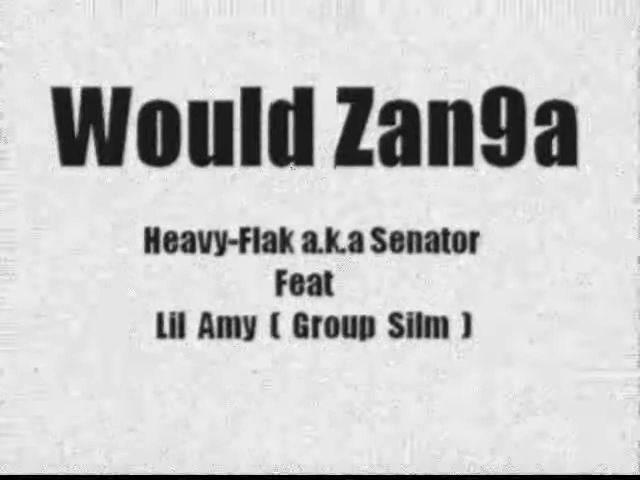 Would Zan9a
Heavy-Flak a.k.a Senator
Feat
Lil Amy ( Group Silm )